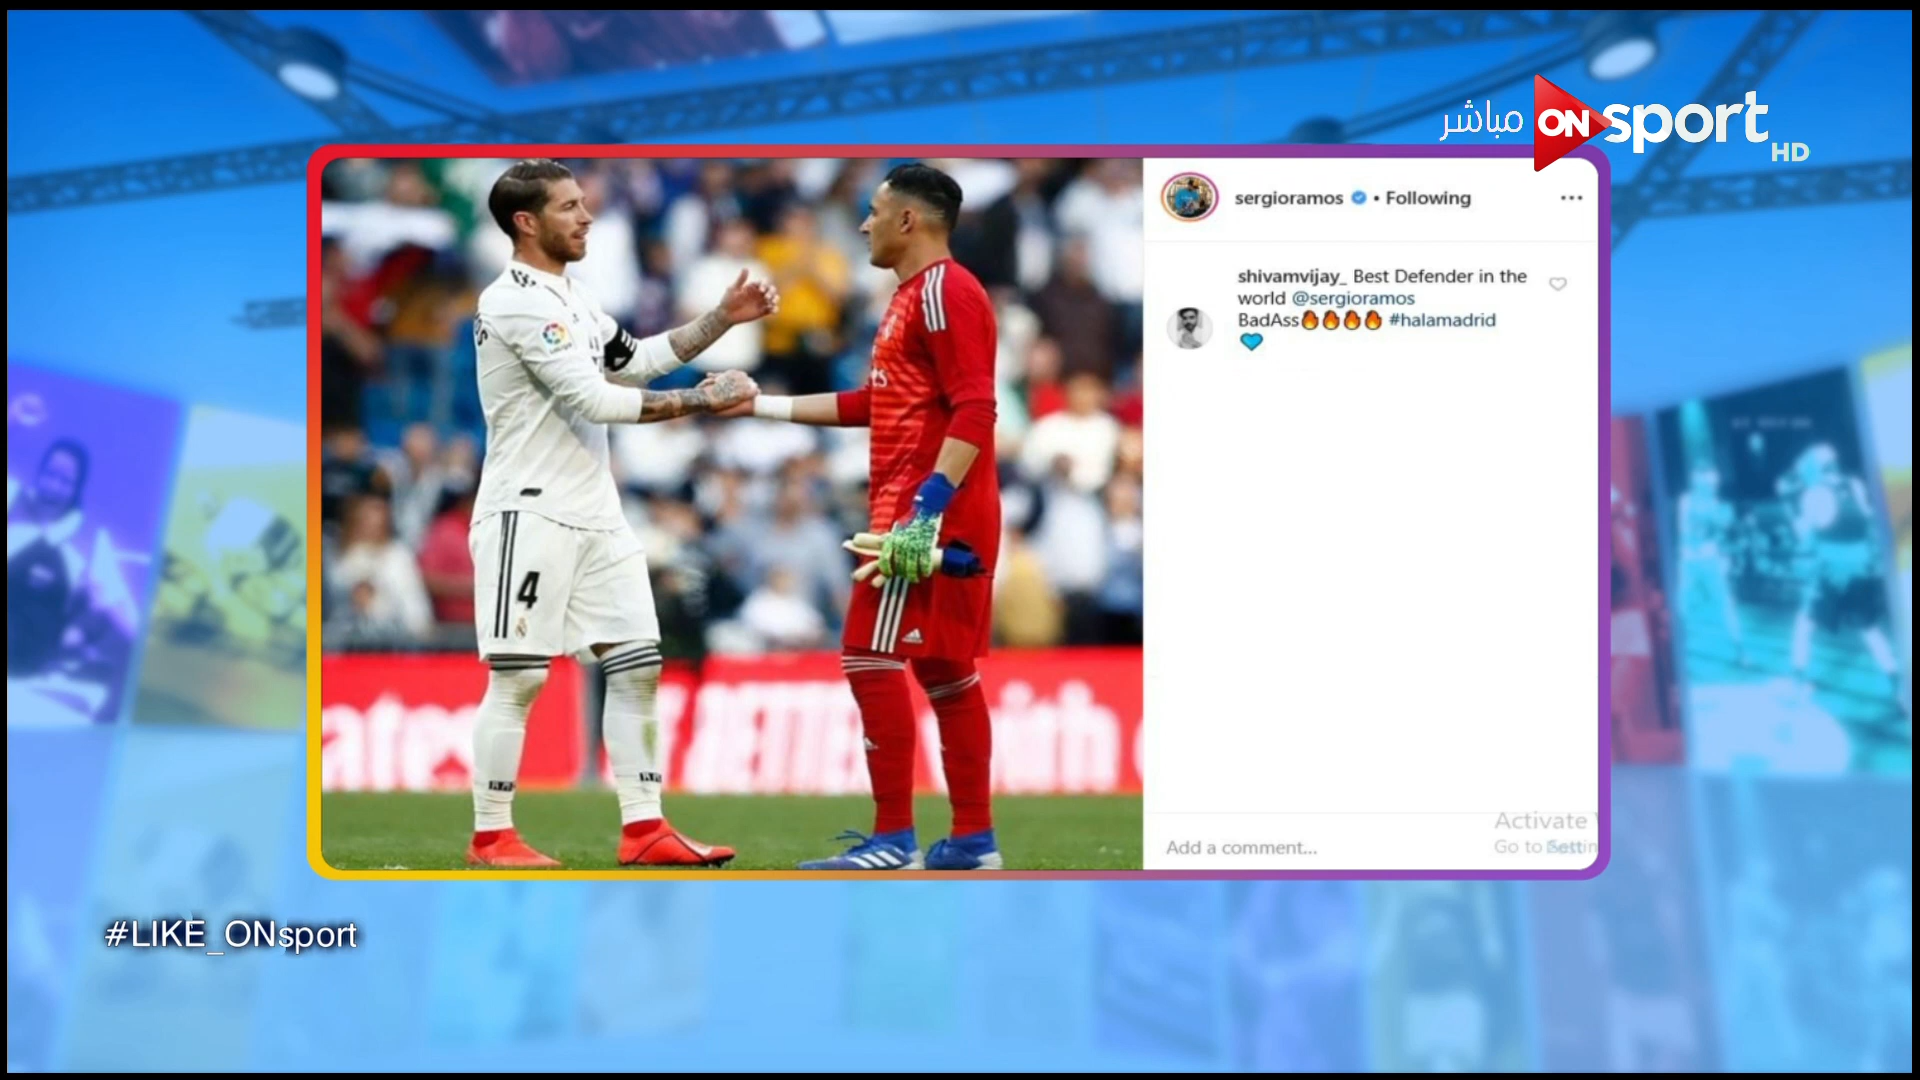 مباشر ON sport HD
sergioramos • Following
shivamvijay_ Best Defender in the
world @sergioramos
BadAss🔥🔥🔥🔥 #halamadrid
💙
4
Activate
Add a comment...
Go to
#LIKE_ONsport